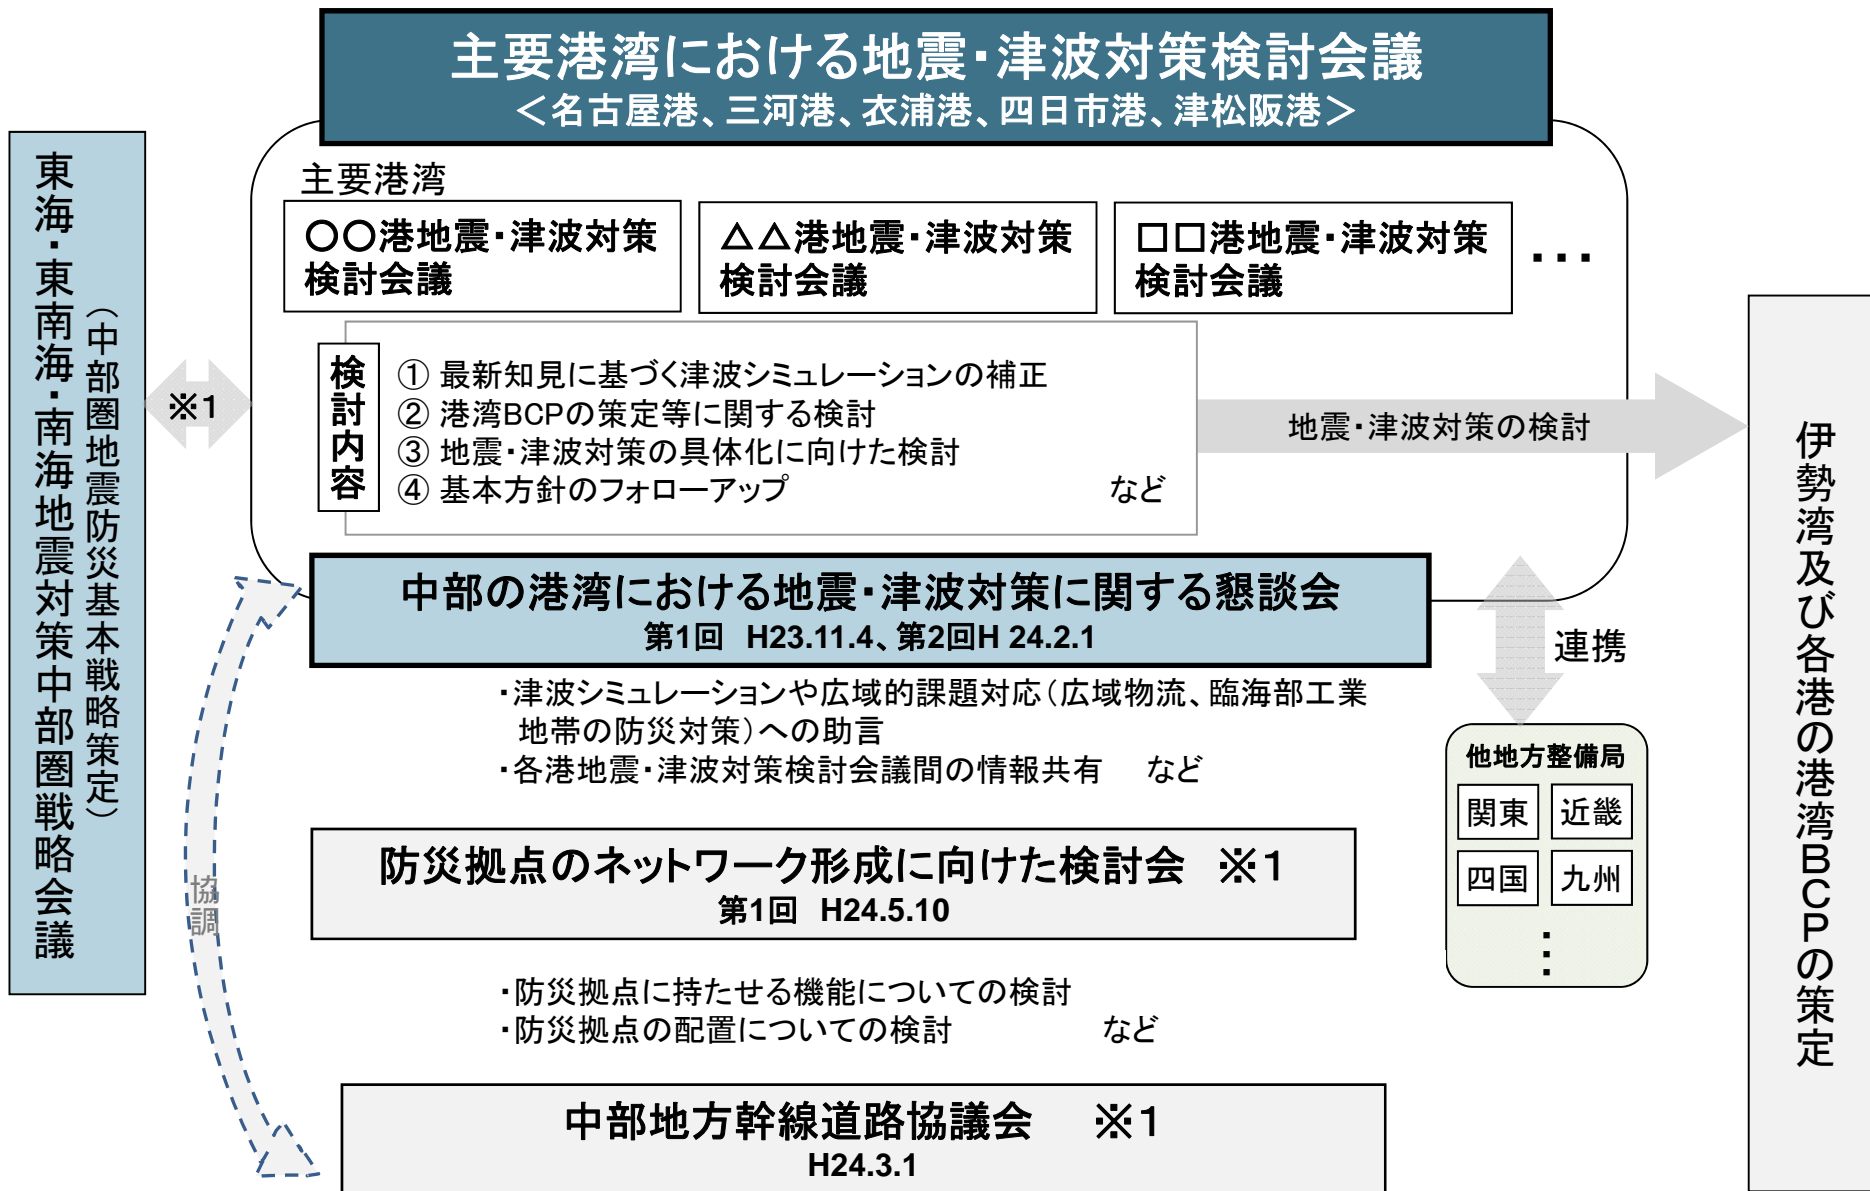 主要港湾における地震・津波対策検討会議
＜名古屋港、三河港、衣浦港、四日市港、津松阪港＞
東海・東南海・南海地震対策中部圏戦略会議
（中部圏地震防災基本戦略策定）
※1
主要港湾
○○港地震・津波対策
検討会議
△△港地震・津波対策
検討会議
□□港地震・津波対策
検討会議
・・・
検討内容
① 最新知見に基づく津波シミュレーションの補正
② 港湾BCPの策定等に関する検討
③ 地震・津波対策の具体化に向けた検討
④ 基本方針のフォローアップ など
地震・津波対策の検討
伊勢湾及び各港の港湾BCPの策定
中部の港湾における地震・津波対策に関する懇談会
第1回 H23.11.4、第2回H 24.2.1
・津波シミュレーションや広域的課題対応（広域物流、臨海部工業
地帯の防災対策）への助言
・各港地震・津波対策検討会議間の情報共有 など
連携
他地方整備局
関東 近畿
四国 九州
⋮
協調
防災拠点のネットワーク形成に向けた検討会 ※1
第1回 H24.5.10
・防災拠点に持たせる機能についての検討
・防災拠点の配置についての検討 など
中部地方幹線道路協議会 ※1
H24.3.1